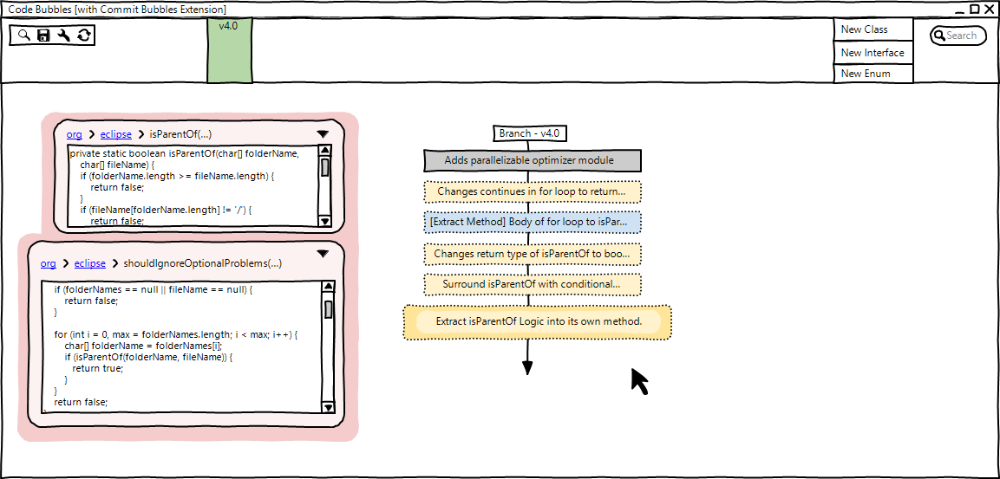 Code Bubbles [with Commit Bubbles Extension]
v4.0
New Class
New Interface
New Enum
Search
org > eclipse > isParentOf(...)
private static boolean isParentOf(char[] folderName,
char[] fileName) {
if (folderName.length >= fileName.length) {
return false;
}
if (fileName[folderName.length] != '/') {
return false;
org > eclipse > shouldIgnoreOptionalProblems(...)
if (folderNames == null || fileName == null) {
return false;
}
for (int i = 0, max = folderNames.length; i < max; i++) {
char[] folderName = folderNames[i];
if (isParentOf(folderName, fileName)) {
return true;
}
}
return false;
Branch - v4.0
Adds parallelizable optimizer module
Changes continues in for loop to return...
[Extract Method] Body of for loop to isPar...
Changes return type of isParentOf to boo...
Surround isParentOf with conditional...
Extract isParentOf Logic into its own method.